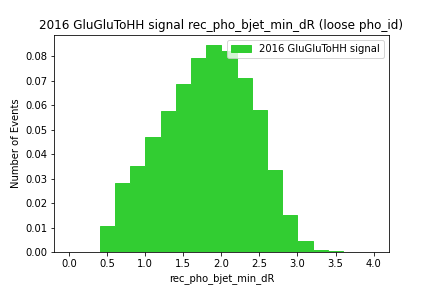 2016 GluGluToHH signal rec_pho_bjet_min_dR (loose pho_id)
2016 GluGluToHH signal
Number of Events
0.08
0.07
0.06
0.05
0.04
0.03
0.02
0.01
0.00
0.0 0.5 1.0 1.5 2.0 2.5 3.0 3.5 4.0
rec_pho_bjet_min_dR